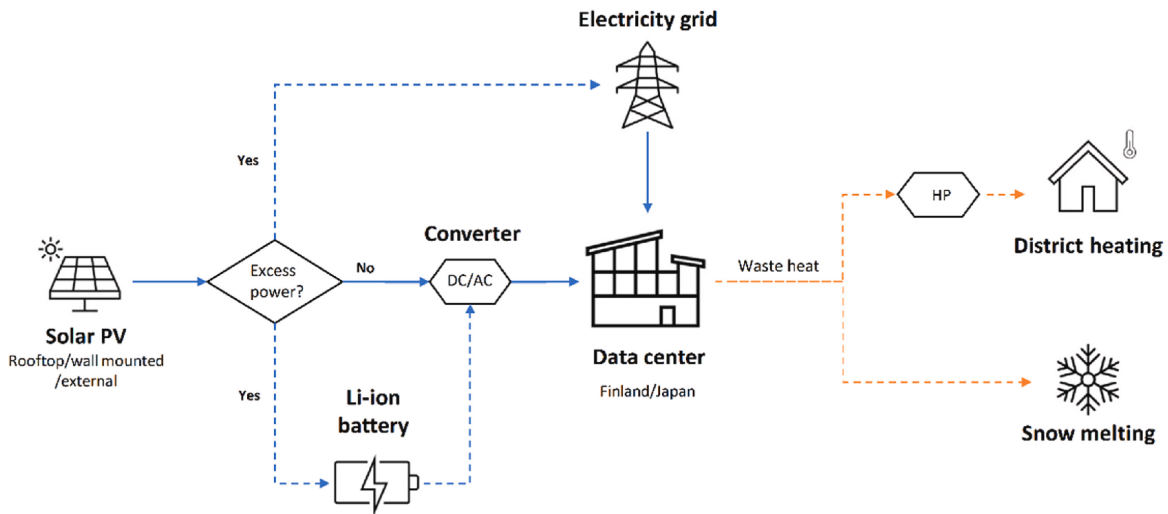 Electricity grid
Yes
Converter
HP
District heating
Excess
power?
No
DC/AC
Waste heat
Solar PV
Rooftop/wall mounted
/external
Data center
Finland/Japan
Yes
Li-ion
battery
Snow melting